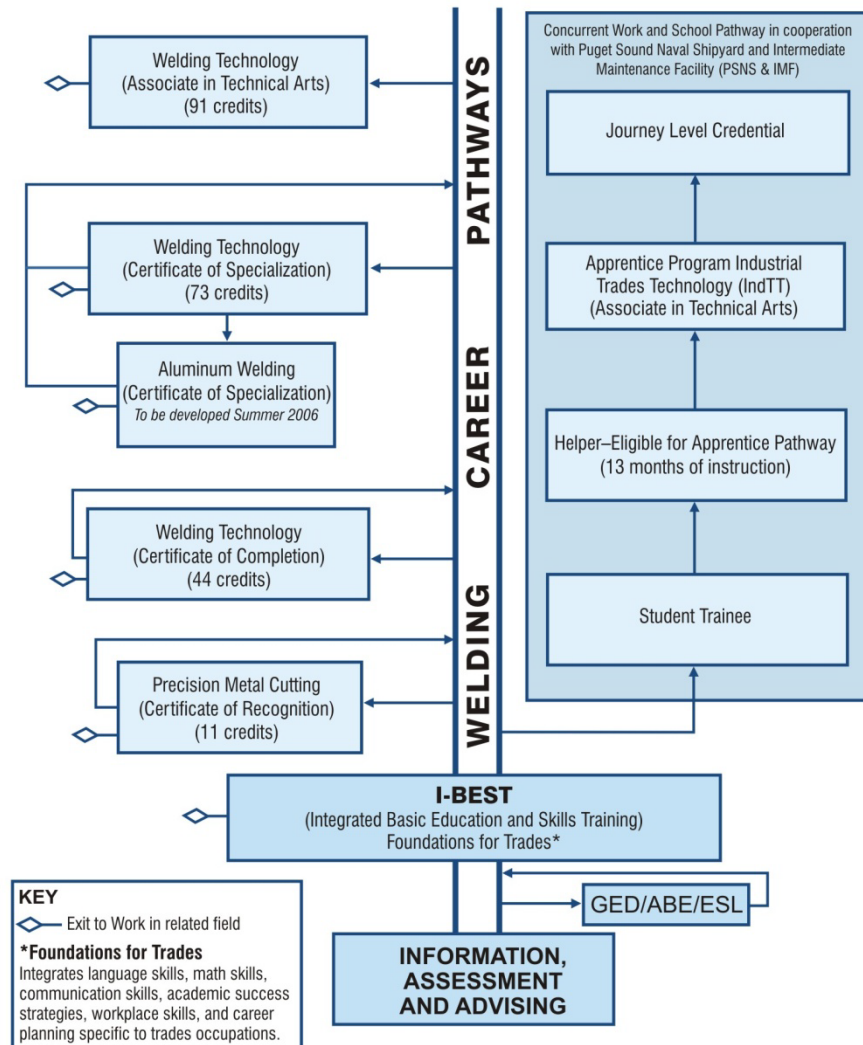 Welding Technology
(Associate in Technical Arts)
(91 credits)
Welding Technology
(Certificate of Specialization)
(73 credits)
Aluminum Welding
(Certificate of Specialization)
To be developed Summer 2006
Welding Technology
(Certificate of Completion)
(44 credits)
Precision Metal Cutting
(Certificate of Recognition)
(11 credits)
WELDING CAREER PATHWAYS
Concurrent Work and School Pathway in cooperation
with Puget Sound Naval Shipyard and Intermediate
Maintenance Facility (PSNS & IMF)
Journey Level Credential
Apprentice Program Industrial
Trades Technology (IndTT)
(Associate in Technical Arts)
Helper–Eligible for Apprentice Pathway
(13 months of instruction)
Student Trainee
I-BEST
(Integrated Basic Education and Skills Training)
Foundations for Trades*
GED/ABE/ESL
INFORMATION,
ASSESSMENT
AND ADVISING
KEY
Exit to Work in related field
*Foundations for Trades
Integrates language skills, math skills,
communication skills, academic success
strategies, workplace skills, and career
planning specific to trades occupations.